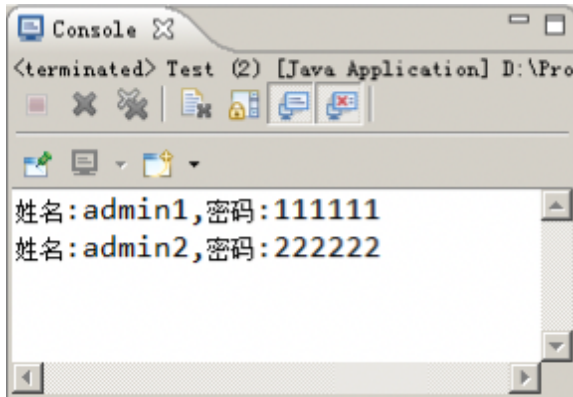 Console
<terminated> Test (2) [Java Application] D:\Pro
姓名:admin1,密码:111111
姓名:admin2,密码:222222